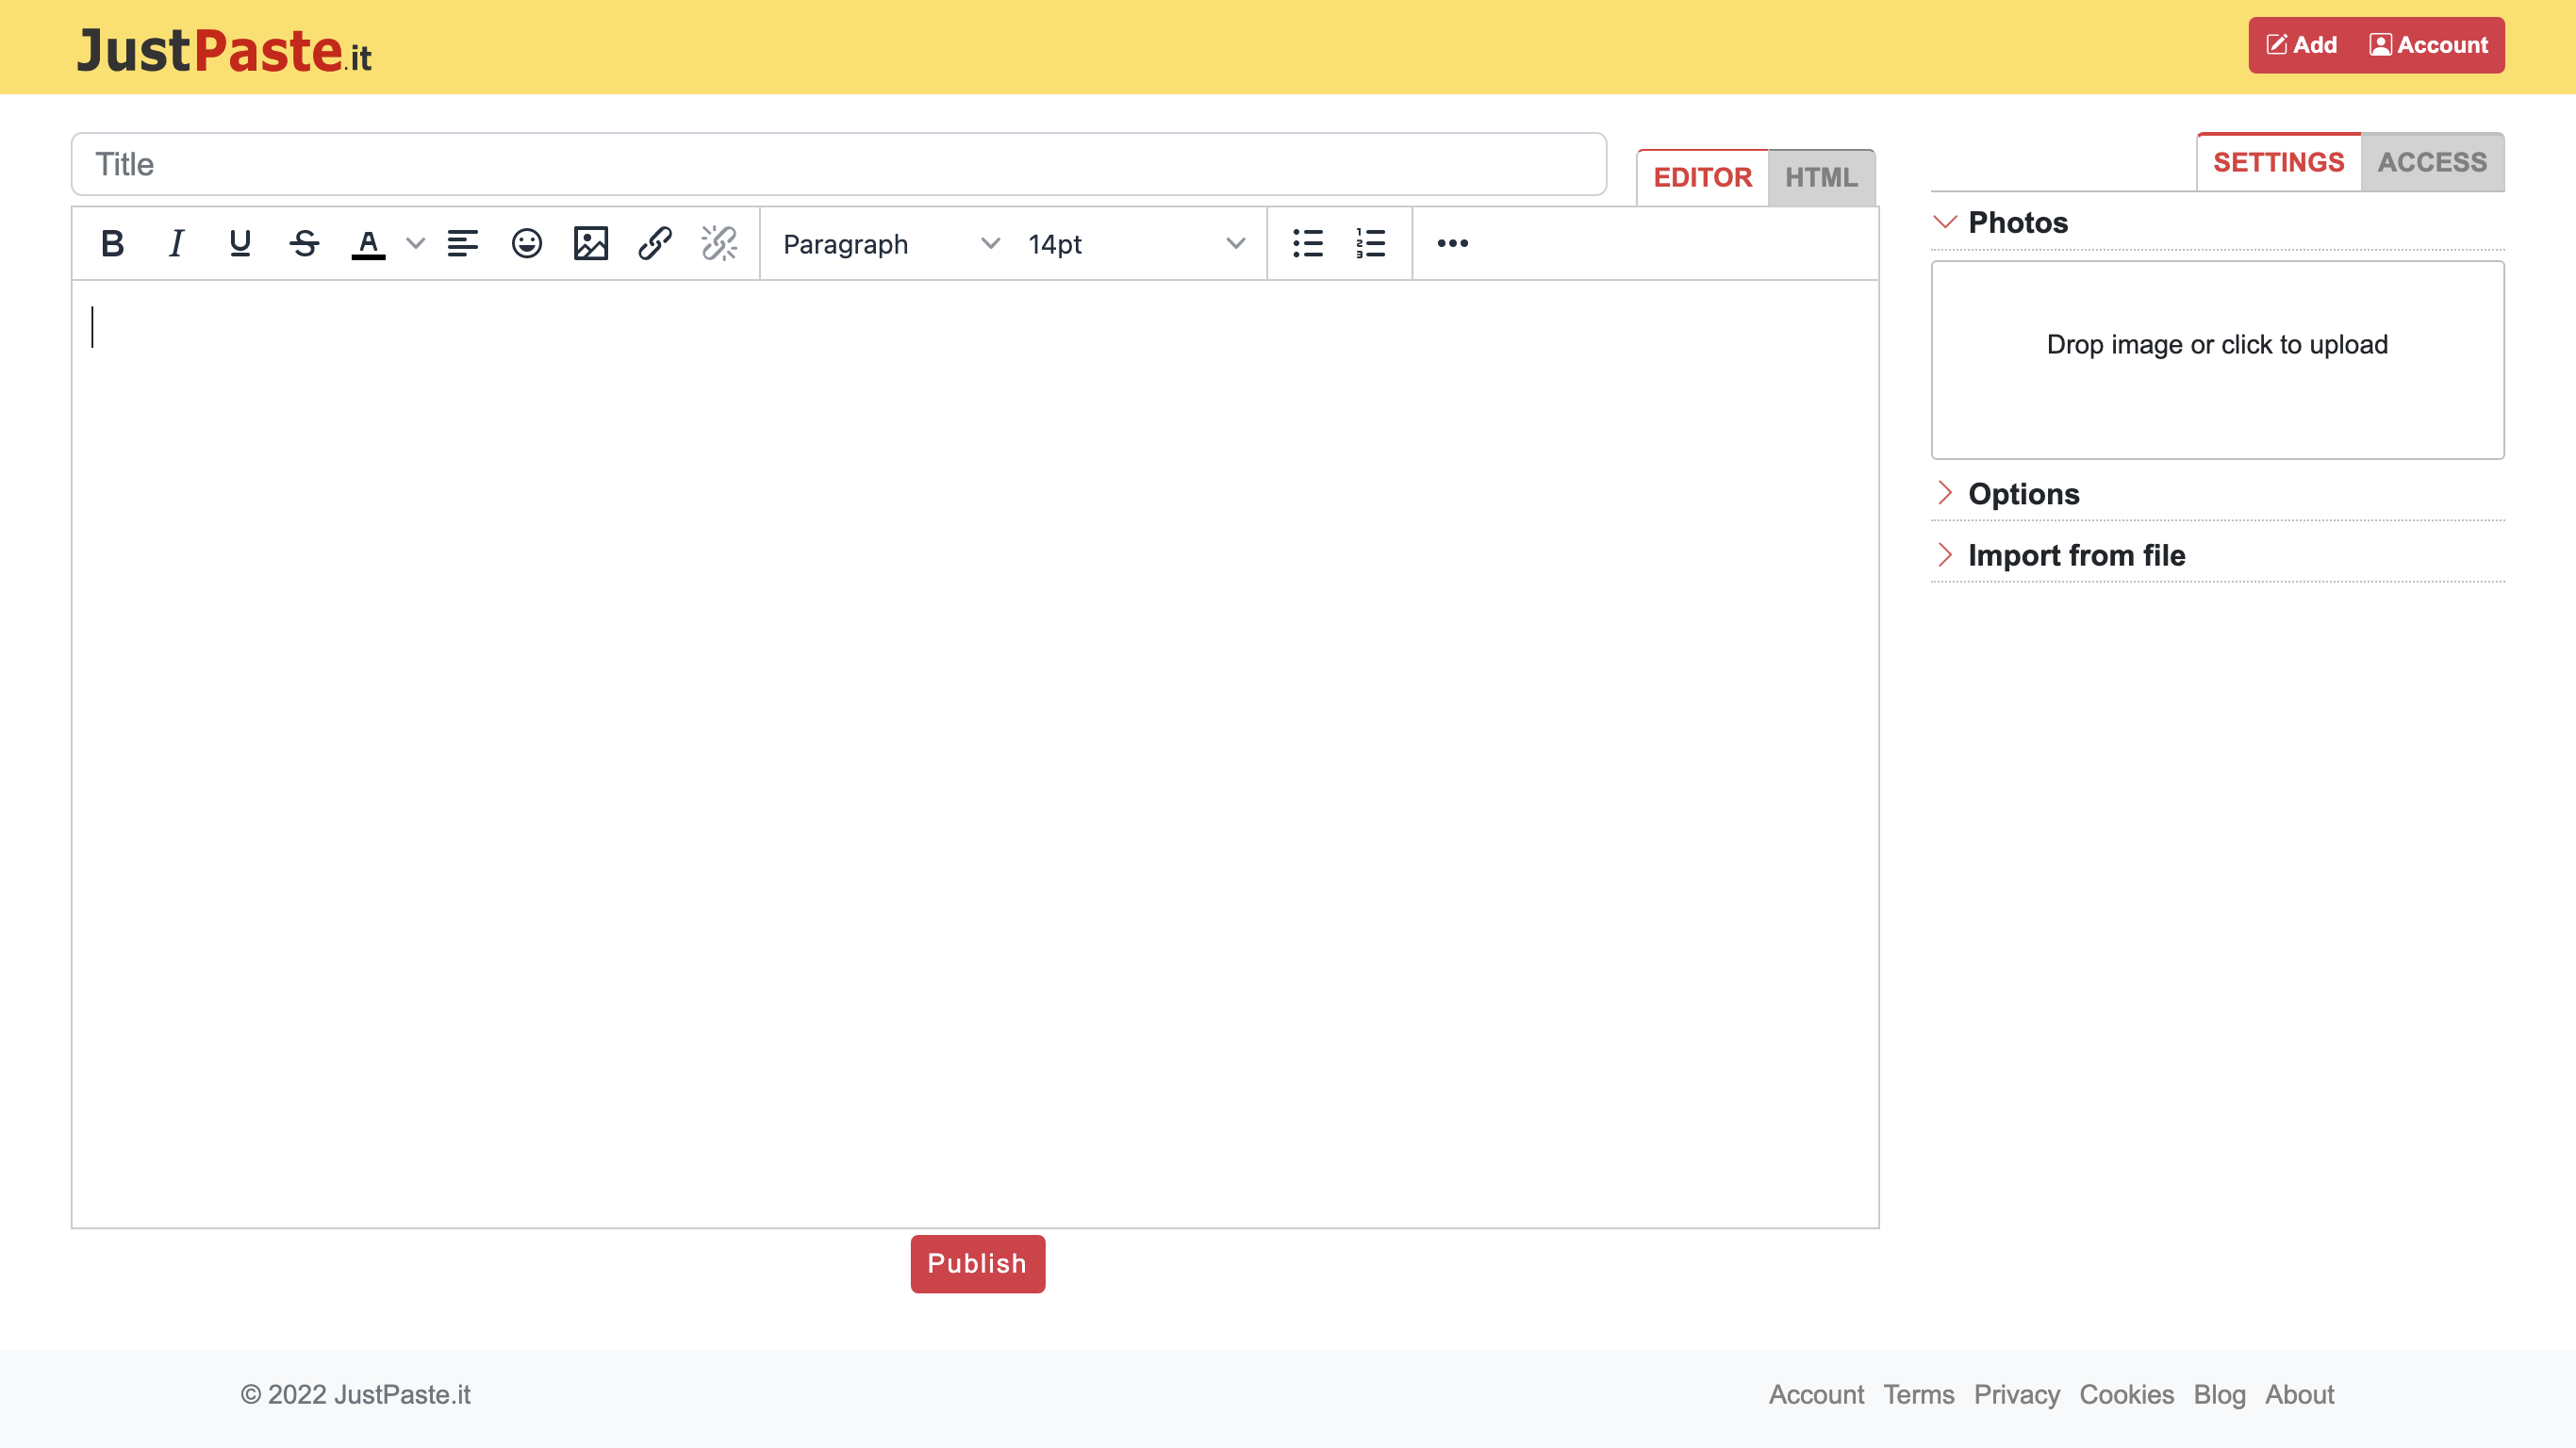 JustPaste.it
Add Account
Title
EDITOR HTML
SETTINGS ACCESS
Paragraph 14pt
Photos
Drop image or click to upload
Options
Import from file
Publish
© 2022 JustPaste.it
Account Terms Privacy Cookies Blog About